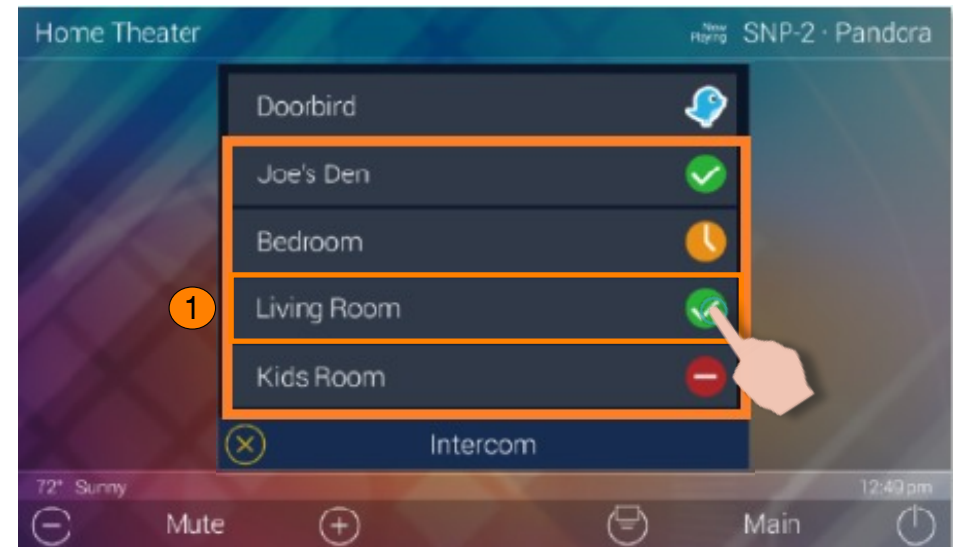 Home Theater
Now Playing SNP-2 · Pandora
Doorbird
Joe's Den
Bedroom
1
Living Room
Kids Room
Intercom
72° Sunny
12:49 pm
Mute
Main